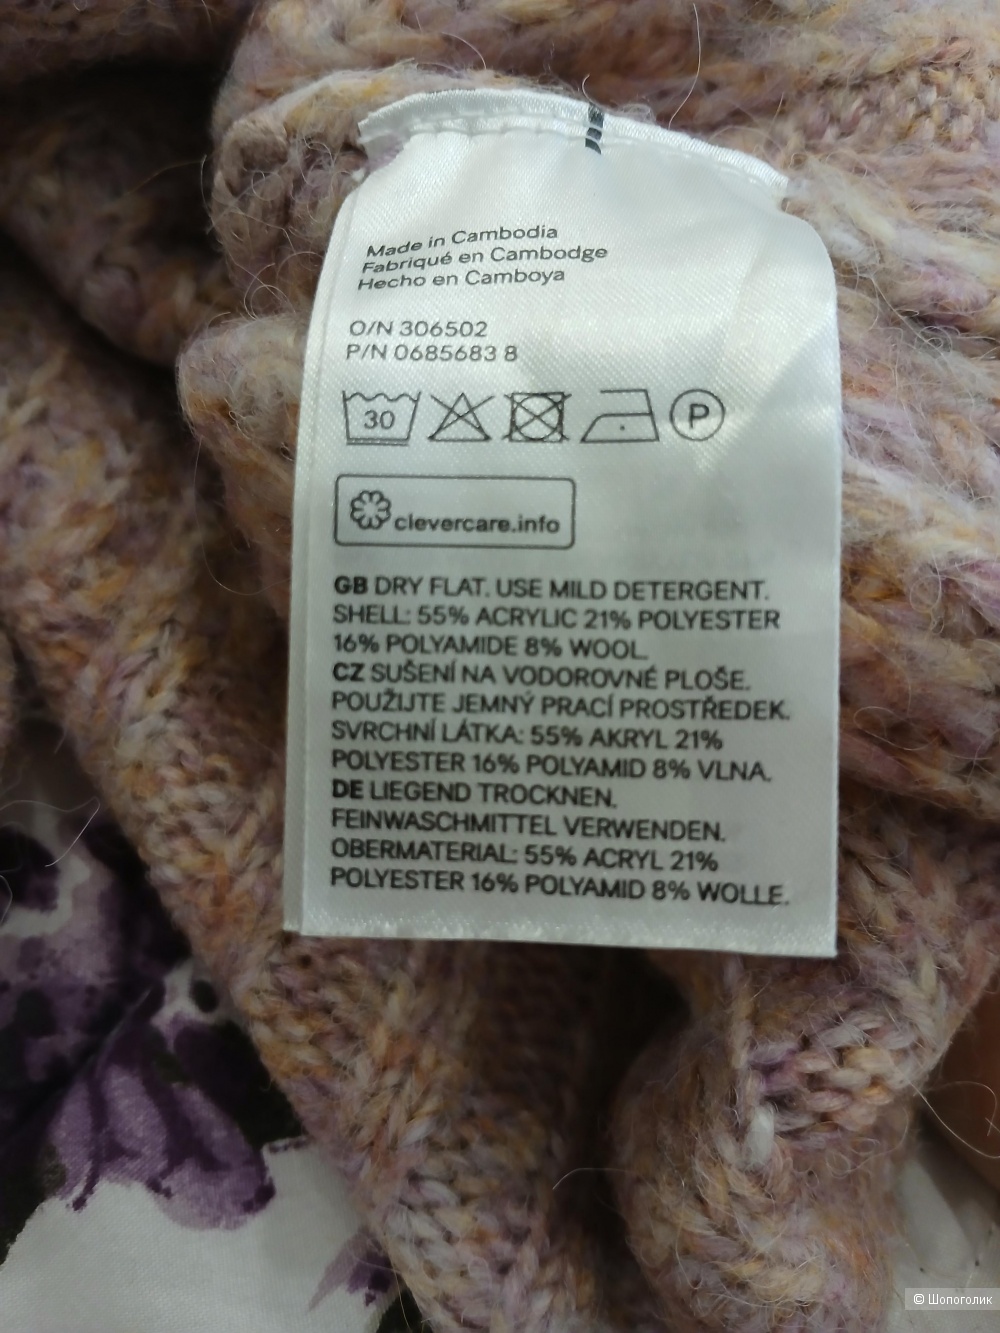 Made in Cambodia
Fabriqué en Cambodge
Hecho en Camboya
O/N 306502
P/N 0685683 8
30
P
clevercare.info
GB DRY FLAT. USE MILD DETERGENT.
SHELL: 55% ACRYLIC 21% POLYESTER
16% POLYAMIDE 8% WOOL.
CZ SUŠENÍ NA VODOROVNÉ PLOŠE.
POUŽIJTE JEMNÝ PRACÍ PROSTŘEDEK.
SVRCHNÍ LÁTKA: 55% AKRYL 21%
POLYESTER 16% POLYAMID 8% VLNA.
DE LIEGEND TROCKNEN.
FEINWASCHMITTEL VERWENDEN.
OBERMATERIAL: 55% ACRYL 21%
POLYESTER 16% POLYAMID 8% WOLLE.
© Шопоголик